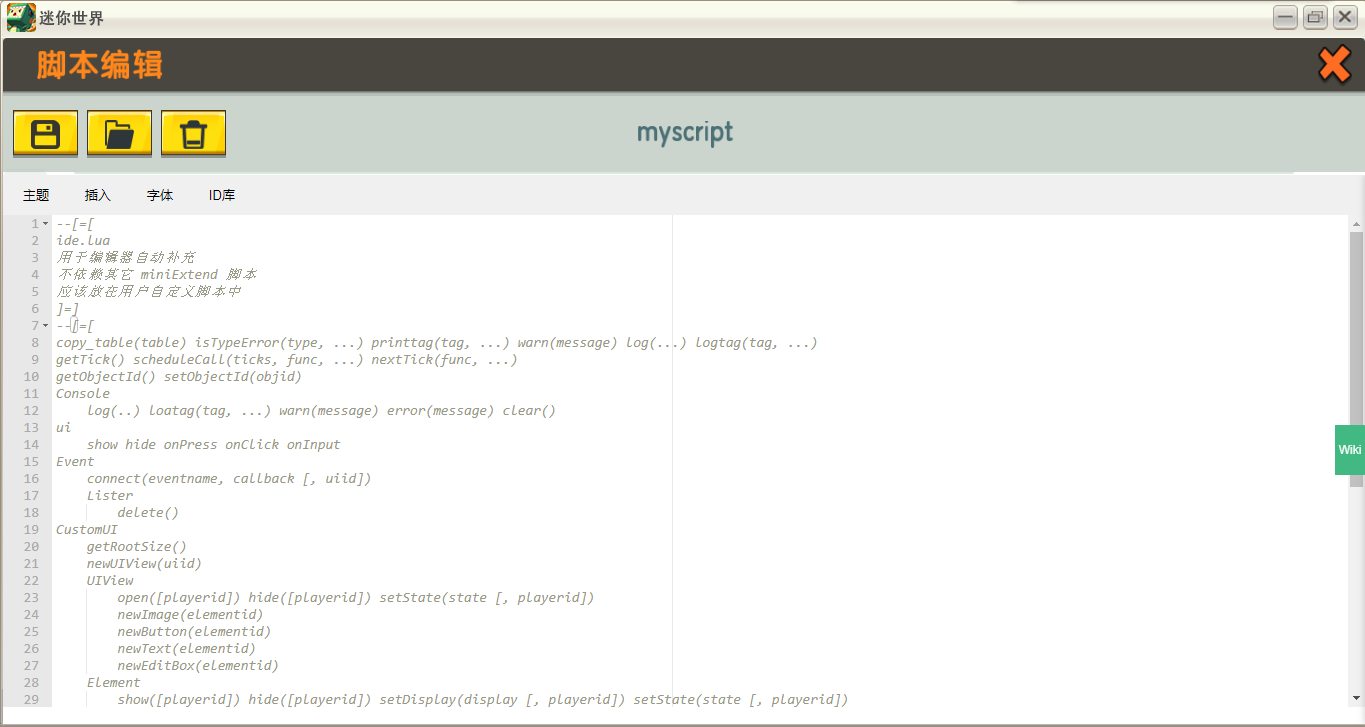 迷你世界
脚本编辑
myscript
主题 插入 字体 ID库
1 --[=[
2 ide.lua
3 用于编辑器自动补充
4 不依赖其它 miniExtend 脚本
5 应该放在用户自定义脚本中
6 ]=]
7 --[=[
8 copy_table(table) isTypeError(type, ...) printtag(tag, ...) warn(message) log(...) logtag(tag, ...)
9 getTick() scheduleCall(ticks, func, ...) nextTick(func, ...)
10 getObjectId() setObjectId(objid)
11 Console
12 log(..) loatag(tag, ...) warn(message) error(message) clear()
13 ui
14 show hide onPress onClick onInput
15 Event
16 connect(eventname, callback [, uiid])
17 Lister
18 delete()
19 CustomUI
20 getRootSize()
21 newUIView(uiid)
22 UIView
23 open([playerid]) hide([playerid]) setState(state [, playerid])
24 newImage(elementid)
25 newButton(elementid)
26 newText(elementid)
27 newEditBox(elementid)
28 Element
29 show([playerid]) hide([playerid]) setDisplay(display [, playerid]) setState(state [, playerid])
Wiki